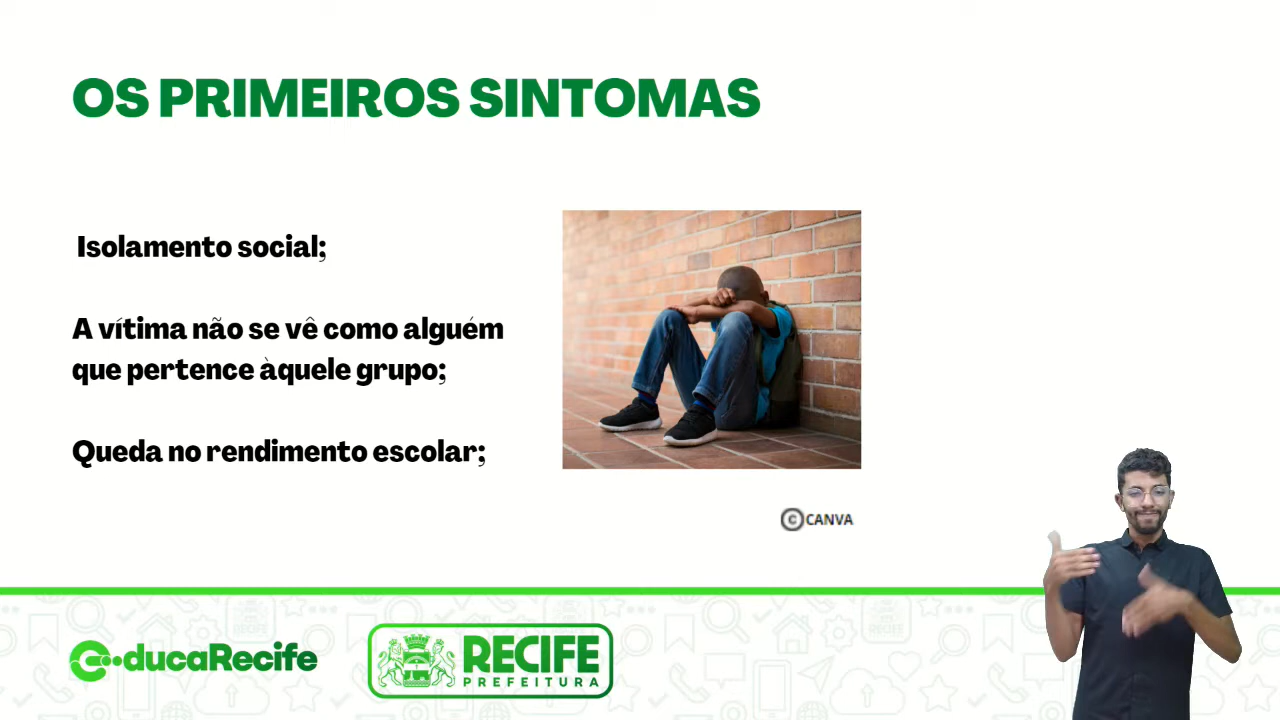 OS PRIMEIROS SINTOMAS
Isolamento social;
A vítima não se vê como alguém
que pertence àquele grupo;
Queda no rendimento escolar;
© CANVA
educaRecife
RECIFE
PREFEITURA